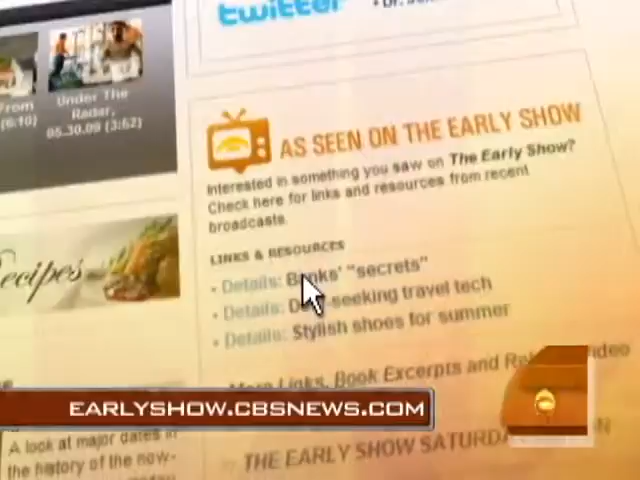 twitter
From
(6:10)
Under The
Radar,
05.30.09 (3:52)
AS SEEN ON THE EARLY SHOW
Interested in something you saw on The Early Show?
Check here for links and resources from recent
broadcasts.
LINKS & RESOURCES
• Details: Banks' "secrets"
• Details: seeking travel tech
• Details: Stylish shoes for summer
Recipes
More Links, Book Excerpts and
EARLYSHOW.CBSNEWS.COM
A look at major dates in
the history of the now-
THE EARLY SHOW